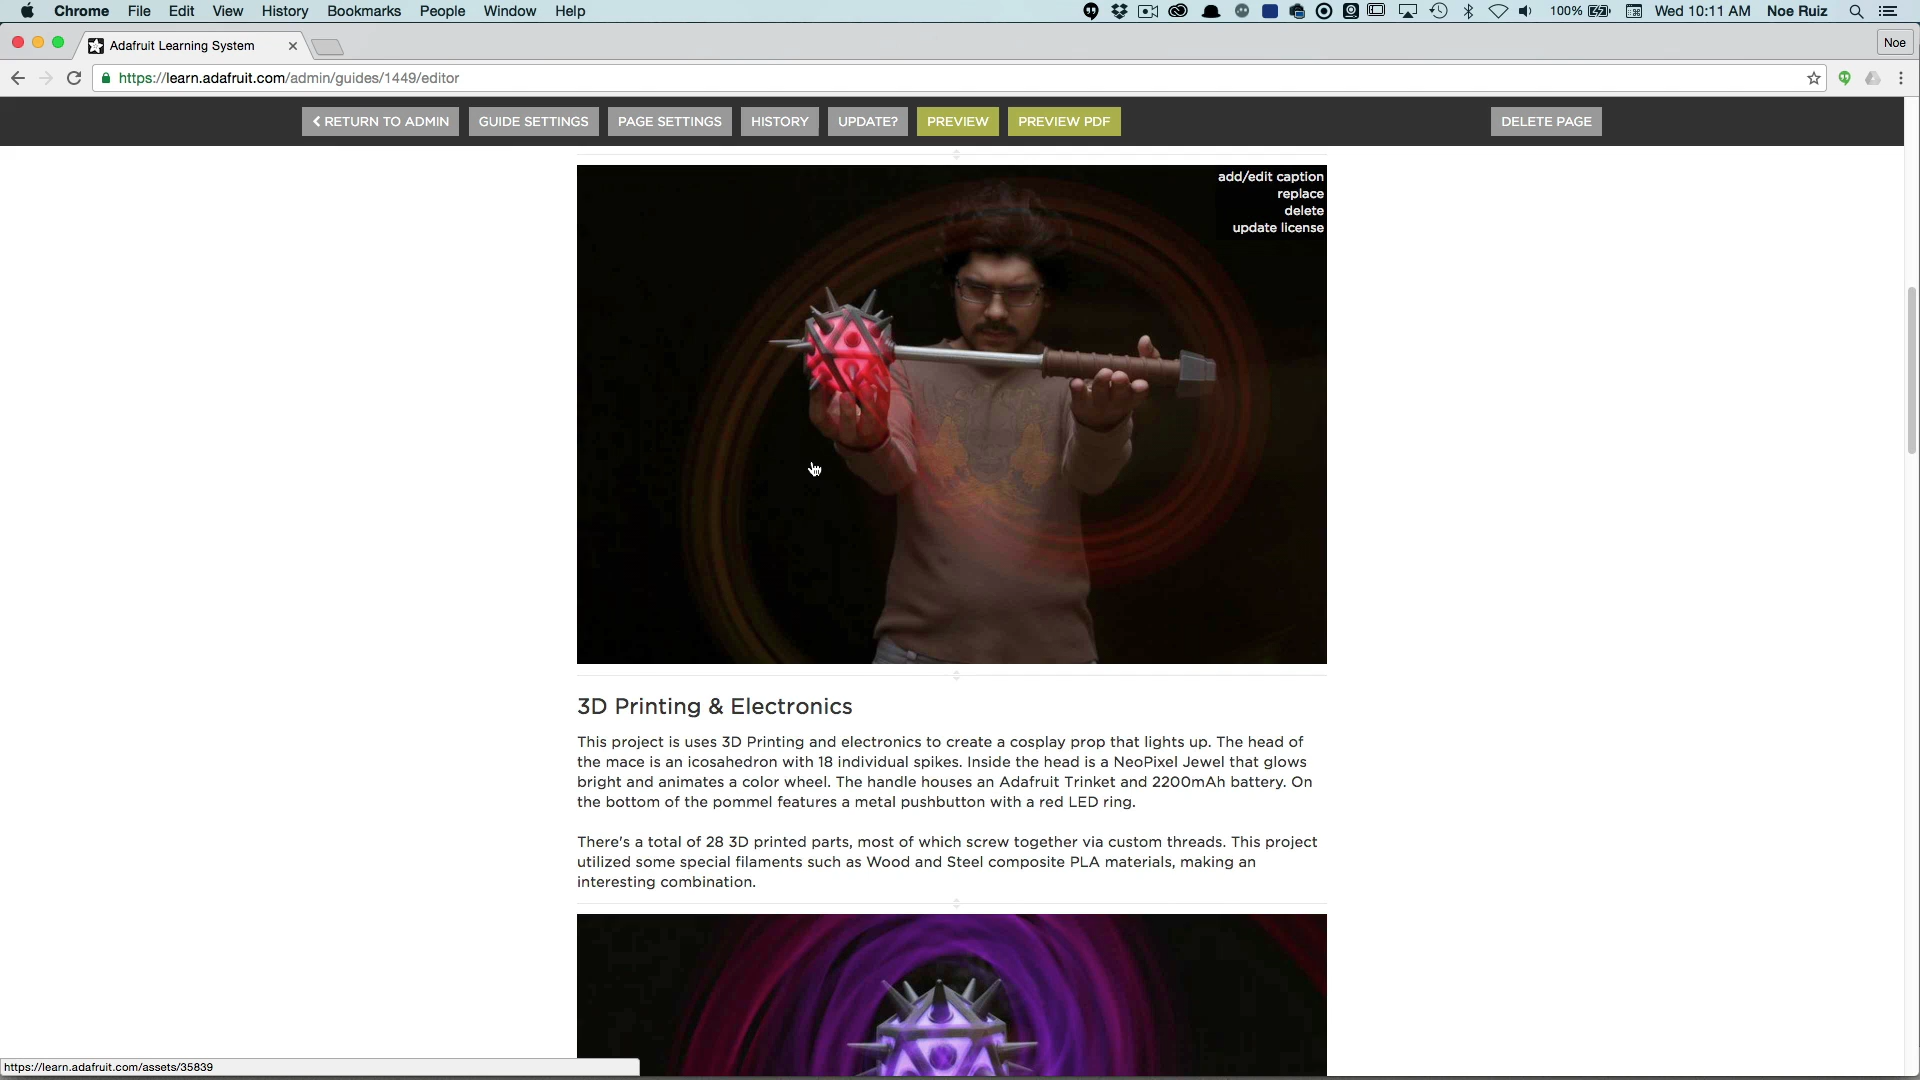 Chrome File Edit View History Bookmarks People Window Help 100% Wed 10:11 AM Noe Ruiz
Adafruit Learning System Noe
https://learn.adafruit.com/admin/guides/1449/editor
RETURN TO ADMIN GUIDE SETTINGS PAGE SETTINGS HISTORY UPDATE? PREVIEW PREVIEW PDF DELETE PAGE
add/edit caption
replace
delete
update license
3D Printing & Electronics
This project is uses 3D Printing and electronics to create a cosplay prop that lights up. The head of
the mace is an icosahedron with 18 individual spikes. Inside the head is a NeoPixel Jewel that glows
bright and animates a color wheel. The handle houses an Adafruit Trinket and 2200mAh battery. On
the bottom of the pommel features a metal pushbutton with a red LED ring.
There's a total of 28 3D printed parts, most of which screw together via custom threads. This project
utilized some special filaments such as Wood and Steel composite PLA materials, making an
interesting combination.
https://learn.adafruit.com/assets/35839